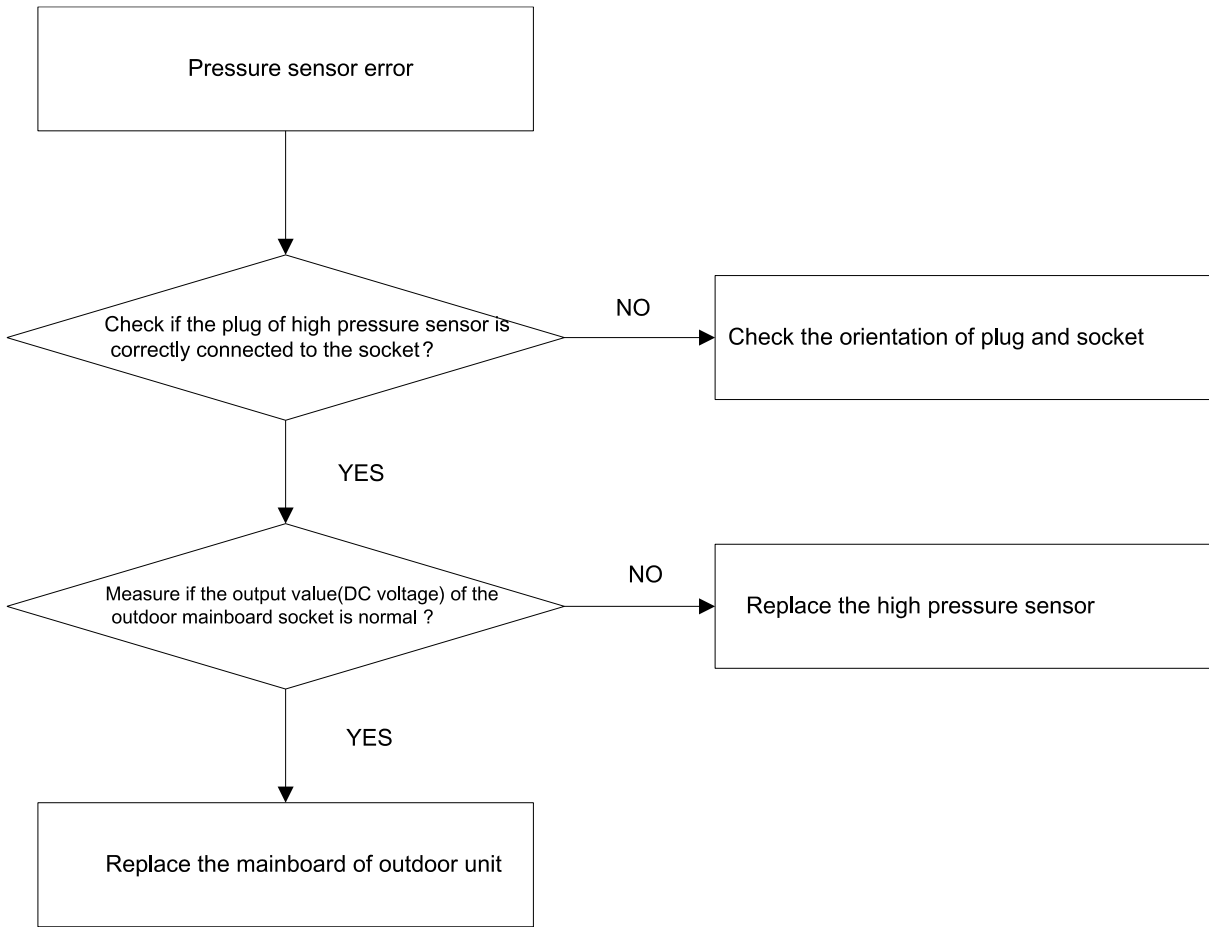 Pressure sensor error
Check if the plug of high pressure sensor is
correctly connected to the socket?
NO
Check the orientation of plug and socket
YES
Measure if the output value(DC voltage) of the
outdoor mainboard socket is normal ?
NO
Replace the high pressure sensor
YES
Replace the mainboard of outdoor unit